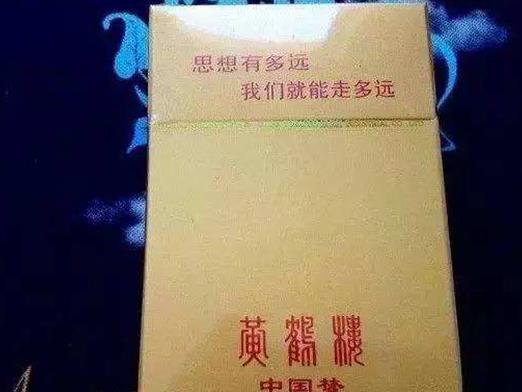 思想有多远
我们就能走多远
黄鹤楼
中国梦